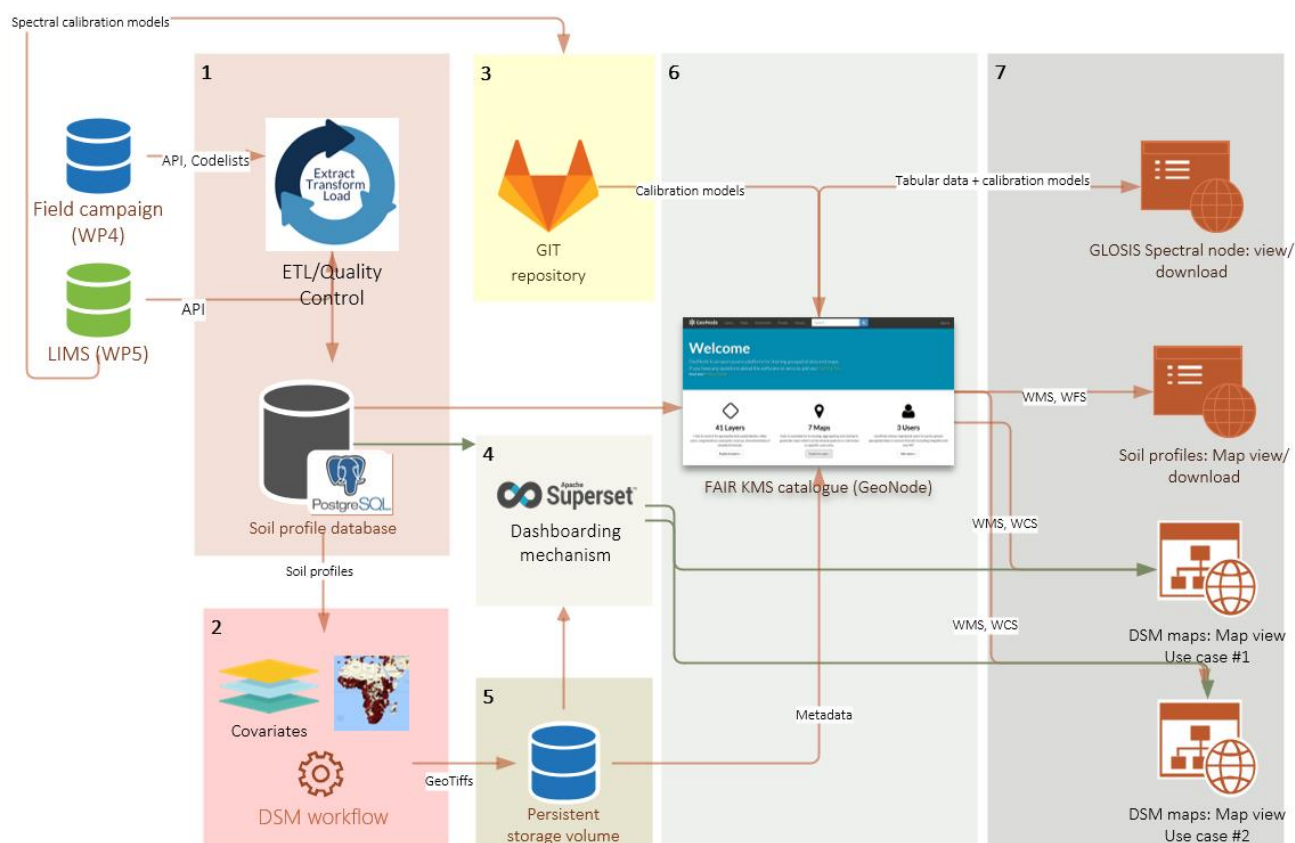 Spectral calibration models
1
3
6
7
Field campaign
(WP4)
API, Codelists
Extract
Transform
Load
ETL/Quality
Control
LIMS (WP5)
API
PostgreSQL
Soil profile database
Soil profiles
GIT
repository
Calibration models
Tabular data + calibration models
GLOSIS Spectral node: view/
download
GeoNode
Welcome
41 Layers
7 Maps
3 Users
FAIR KMS catalogue (GeoNode)
WMS, WFS
Soil profiles: Map view/
download
4
Apache
Superset™
Dashboarding
mechanism
WMS, WCS
WMS, WCS
DSM maps: Map view
Use case #1
2
Covariates
DSM workflow
GeoTiffs
5
Persistent
storage volume
Metadata
DSM maps: Map view
Use case #2